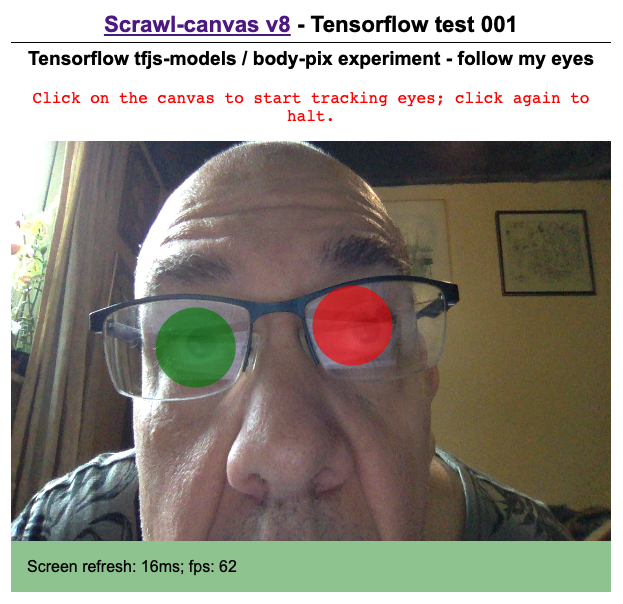 Scrawl-canvas v8 - Tensorflow test 001
Tensorflow tfjs-models / body-pix experiment - follow my eyes
Click on the canvas to start tracking eyes; click again to
halt.
Screen refresh: 16ms; fps: 62